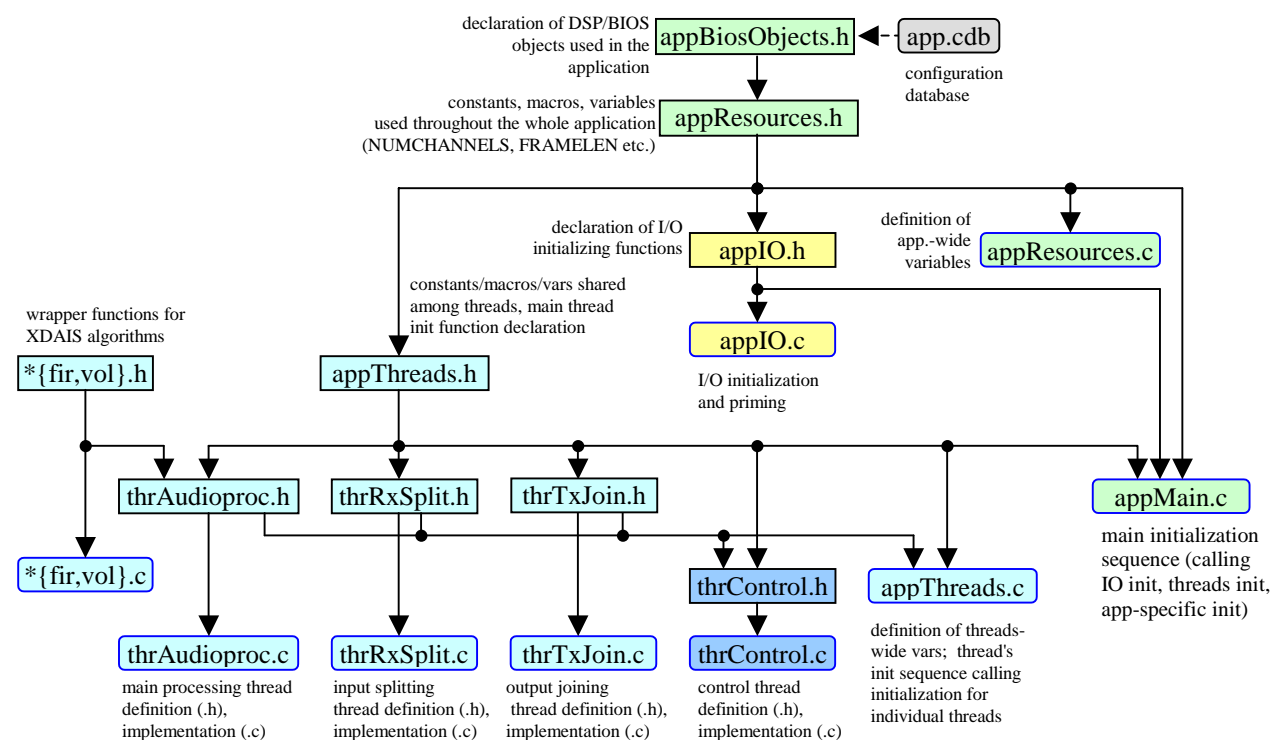 declaration of DSP/BIOS
objects used in the
application
appBiosObjects.h
app.cdb
configuration
database
constants, macros, variables
used throughout the whole application
(NUMCHANNELS, FRAMELEN etc.)
appResources.h
declaration of I/O
initializing functions
appIO.h
definition of
app.-wide
variables
appResources.c
constants/macros/vars shared
among threads, main thread
init function declaration
wrapper functions for
XDAIS algorithms
appIO.c
*{fir,vol}.h
appThreads.h
I/O initialization
and priming
thrAudioproc.h
thrRxSplit.h
thrTxJoin.h
appMain.c
main initialization
sequence (calling
IO init, threads init,
app-specific init)
*{fir,vol}.c
thrControl.h
appThreads.c
thrAudioproc.c
thrRxSplit.c
thrTxJoin.c
thrControl.c
definition of threads-
wide vars; thread's
init sequence calling
initialization for
individual threads
main processing thread
definition (.h),
implementation (.c)
input splitting
thread definition (.h),
implementation (.c)
output joining
thread definition (.h),
implementation (.c)
control thread
definition (.h),
implementation (.c)